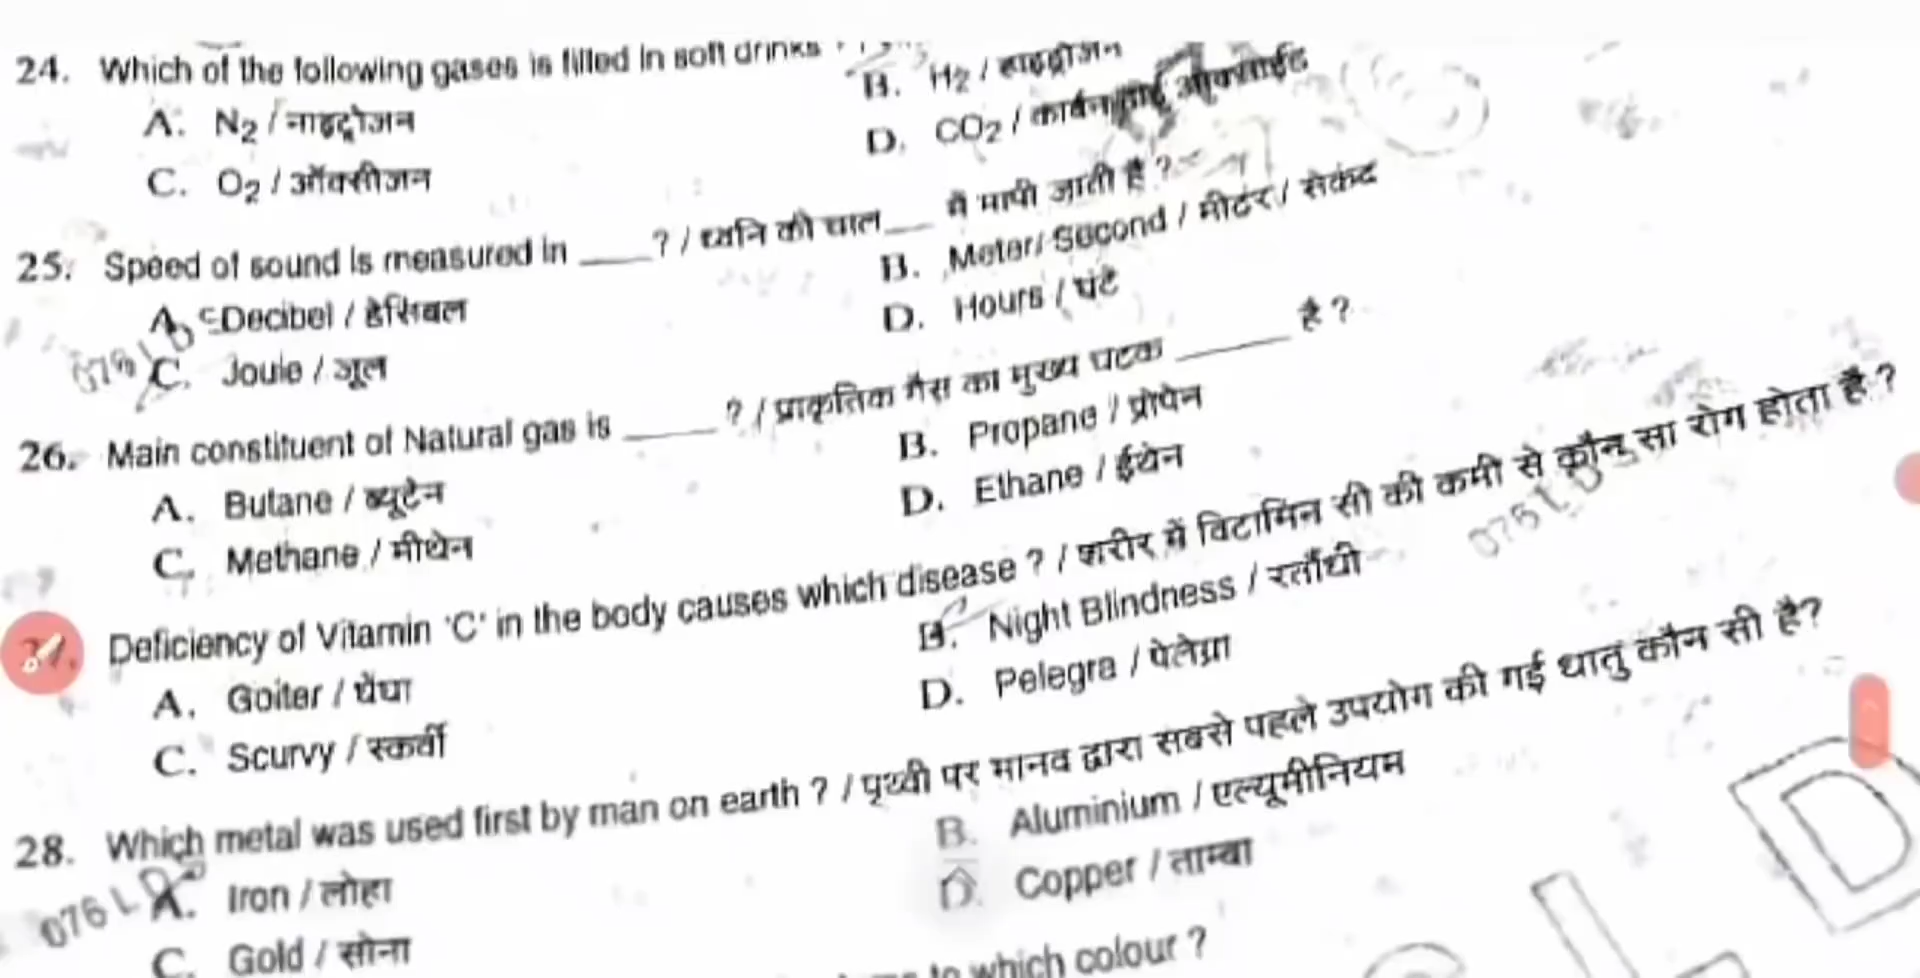 24. Which of the following gases is filled in soft drinks
A. N₂ / नाइट्रोजन
B. H₂ / हाइड्रोजन
C. O₂ / ऑक्सीजन
D. CO₂ / कार्बन डाई ऑक्साईड
25. Speed of sound is measured in ____? / ध्वनि की चाल ____ में मापी जाती है ?
A. Decibel / डेसिबल
B. Meter/ Second / मीटर / सेकंद
C. Joule / जूल
D. Hours / घंटे
26. Main constituent of Natural gas is ____? / प्राकृतिक गैस का मुख्य घटक ____ है ?
A. Butane / ब्यूटेन
B. Propane / प्रोपेन
C. Methane / मीथेन
D. Ethane / ईथेन
Deficiency of Vitamin 'C' in the body causes which disease ? / शरीर में विटामिन सी की कमी से कौन सा रोग होता है ?
A. Goiter / घेंघा
B. Night Blindness / रतौंधी
C. Scurvy / स्कर्वी
D. Pelegra / पेलेग्रा
28. Which metal was used first by man on earth ? / पृथ्वी पर मानव द्वारा सबसे पहले उपयोग की गई धातु कौन सी है?
A. Iron / लोहा
B. Aluminium / एल्यूमीनियम
C. Gold / सोना
D. Copper / ताम्बा
to which colour ?